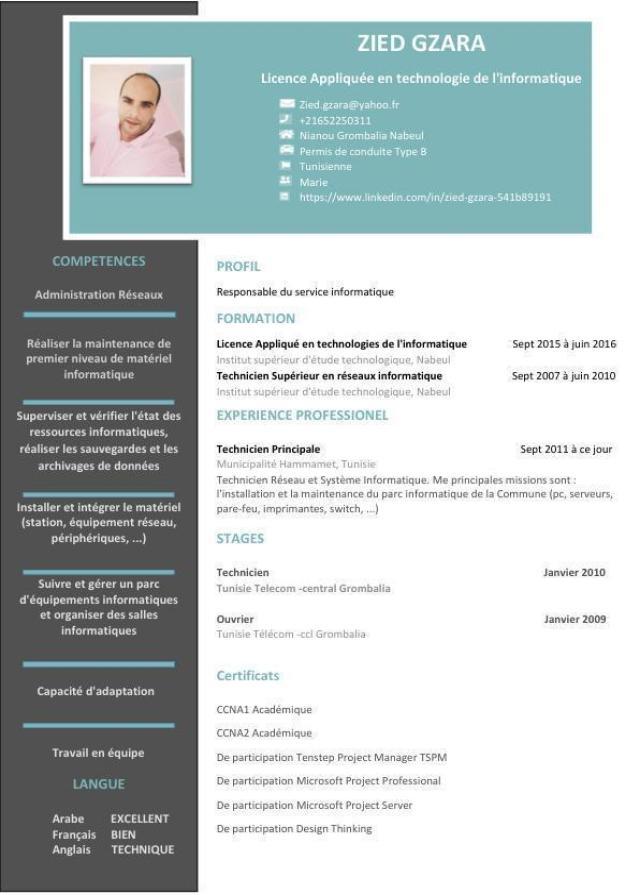 ZIED GZARA
Licence Appliquée en technologie de l'informatique
Zied.gzara@yahoo.fr
+21652250311
Nianou Grombalia Nabeul
Permis de conduite Type B
Tunisienne
Marie
https://www.linkedin.com/in/zied-gzara-541b89191
COMPETENCES
Administration Réseaux
Réaliser la maintenance de
premier niveau de matériel
informatique
Superviser et vérifier l'état des
ressources informatiques,
réaliser les sauvegardes et les
archivages de données
Installer et intégrer le matériel
(station, équipement réseau,
périphériques, ...)
Suivre et gérer un parc
d'équipements informatiques
et organiser des salles
informatiques
Capacité d'adaptation
Travail en équipe
LANGUE
Arabe EXCELLENT
Français BIEN
Anglais TECHNIQUE
PROFIL
Responsable du service informatique
FORMATION
Licence Appliqué en technologies de l'informatique Sept 2015 à juin 2016
Institut supérieur d'étude technologique, Nabeul
Technicien Supérieur en réseaux informatique Sept 2007 à juin 2010
Institut supérieur d'étude technologique, Nabeul
EXPERIENCE PROFESSIONEL
Technicien Principale Sept 2011 à ce jour
Municipalité Hammamet, Tunisie
Technicien Réseau et Système Informatique. Me principales missions sont :
l'installation et la maintenance du parc informatique de la Commune (pc, serveurs,
pare-feu, imprimantes, switch, ...)
STAGES
Technicien Janvier 2010
Tunisie Telecom -central Grombalia
Ouvrier Janvier 2009
Tunisie Télécom -ccl Grombalia
Certificats
CCNA1 Académique
CCNA2 Académique
De participation Tenstep Project Manager TSPM
De participation Microsoft Project Professional
De participation Microsoft Project Server
De participation Design Thinking